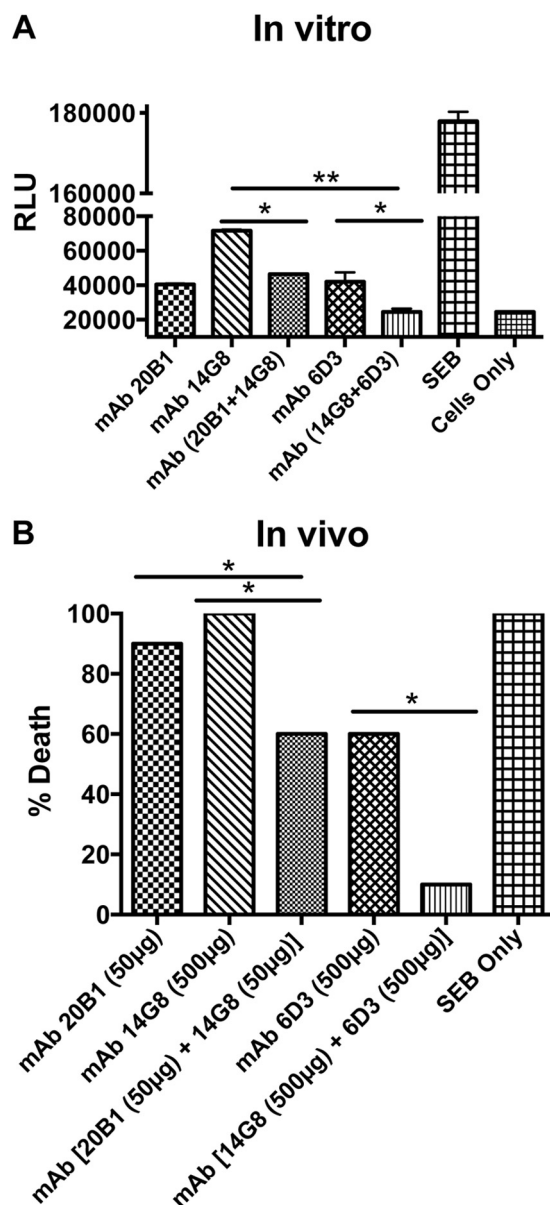 A
In vitro
RLU
180000
160000
80000
60000
40000
20000
**
*
*
mAb 20B1
mAb 14G8
mAb (20B1+14G8)
mAb 6D3
mAb (14G8+6D3)
SEB
Cells Only
B
In vivo
% Death
100
80
60
40
20
0
*
*
*
mAb 20B1 (50µg)
mAb 14G8 (500µg)
mAb [20B1 (50µg) + 14G8 (50µg)]
mAb 6D3 (500µg)
mAb [14G8 (500µg) + 6D3 (500µg)]
SEB Only